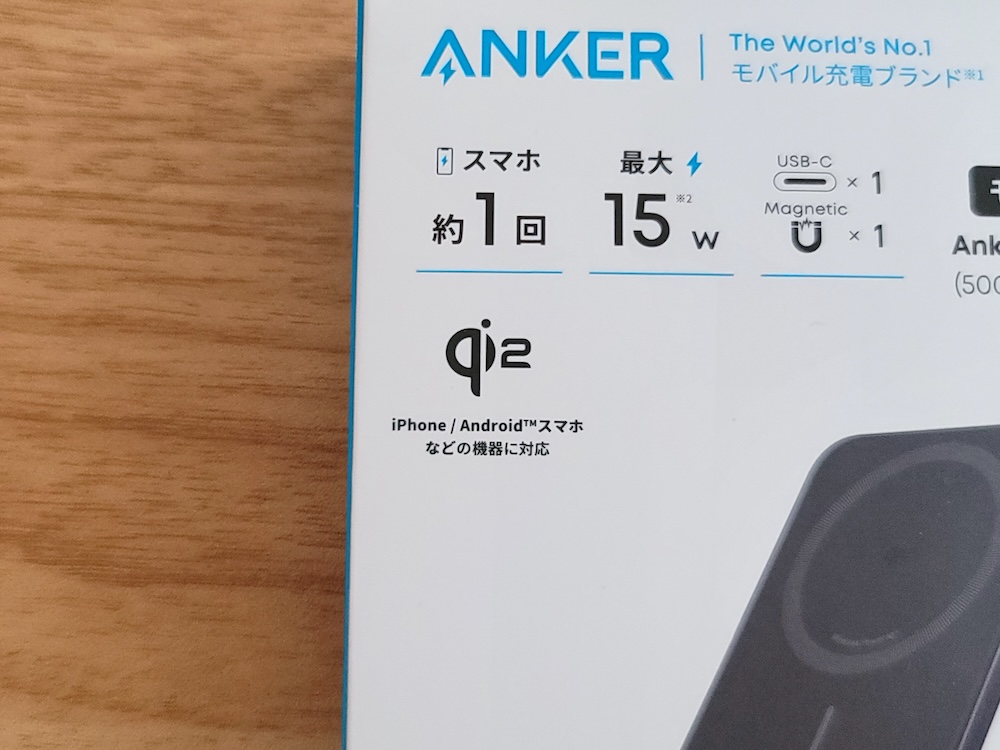 ANKER
The World's No.1
モバイル充電ブランド※1
スマホ
約1回
最大
15※2 W
USB-C
× 1
Magnetic
× 1
Ank
(500
qi2
iPhone / Android™スマホ
などの機器に対応